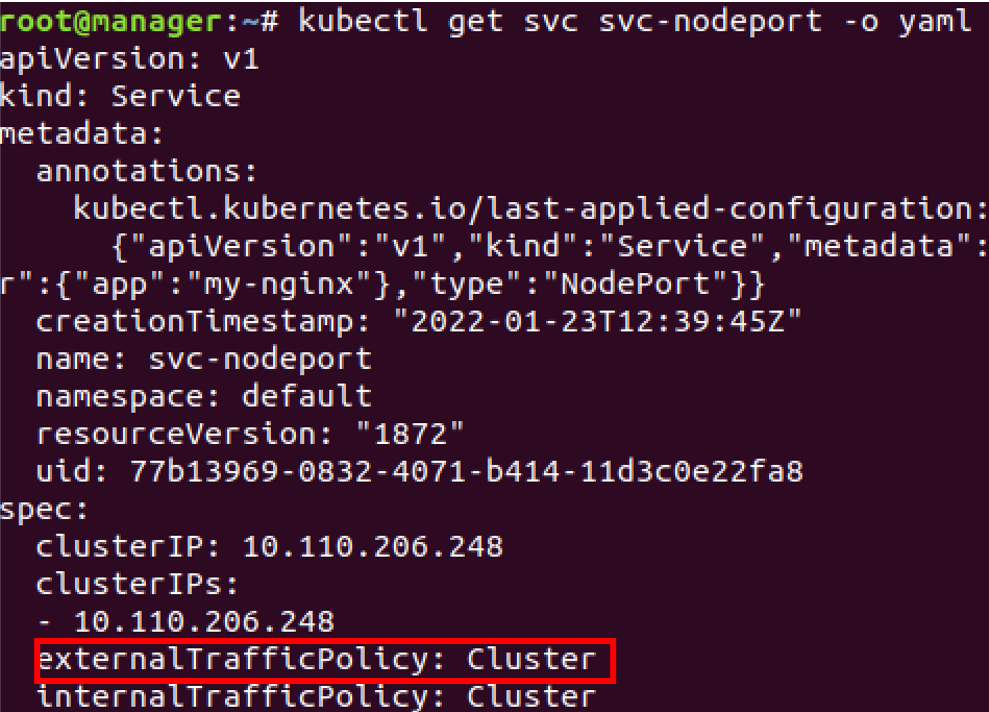 root@manager:~# kubectl get svc svc-nodeport -o yaml
apiVersion: v1
kind: Service
metadata:
  annotations:
    kubectl.kubernetes.io/last-applied-configuration:
      {"apiVersion":"v1","kind":"Service","metadata":
r":{"app":"my-nginx"},"type":"NodePort"}}
  creationTimestamp: "2022-01-23T12:39:45Z"
  name: svc-nodeport
  namespace: default
  resourceVersion: "1872"
  uid: 77b13969-0832-4071-b414-11d3c0e22fa8
spec:
  clusterIP: 10.110.206.248
  clusterIPs:
  - 10.110.206.248
  externalTrafficPolicy: Cluster
  internalTrafficPolicy: Cluster